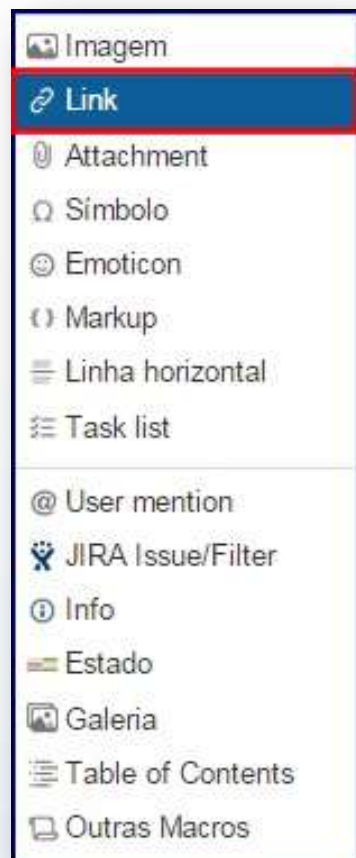 Imagem
Link
Attachment
Símbolo
Emoticon
Markup
Linha horizontal
Task list
@ User mention
JIRA Issue/Filter
Info
Estado
Galeria
Table of Contents
Outras Macros